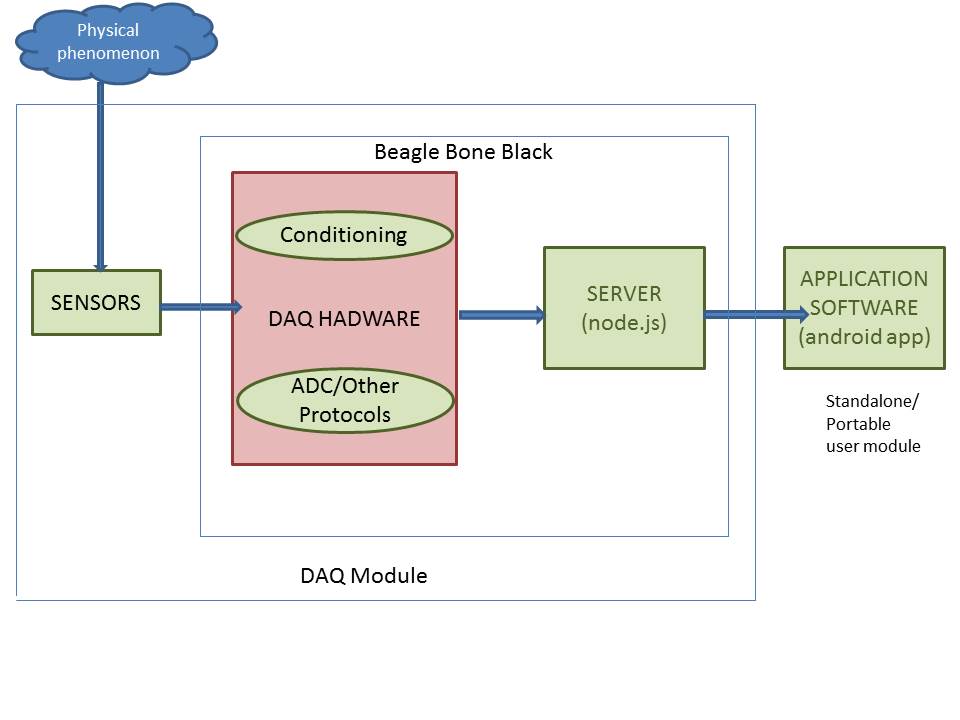 Physical
phenomenon
Beagle Bone Black
Conditioning
SENSORS
DAQ HADWARE
SERVER
(node.js)
APPLICATION
SOFTWARE
(android app)
ADC/Other
Protocols
Standalone/
Portable
user module
DAQ Module